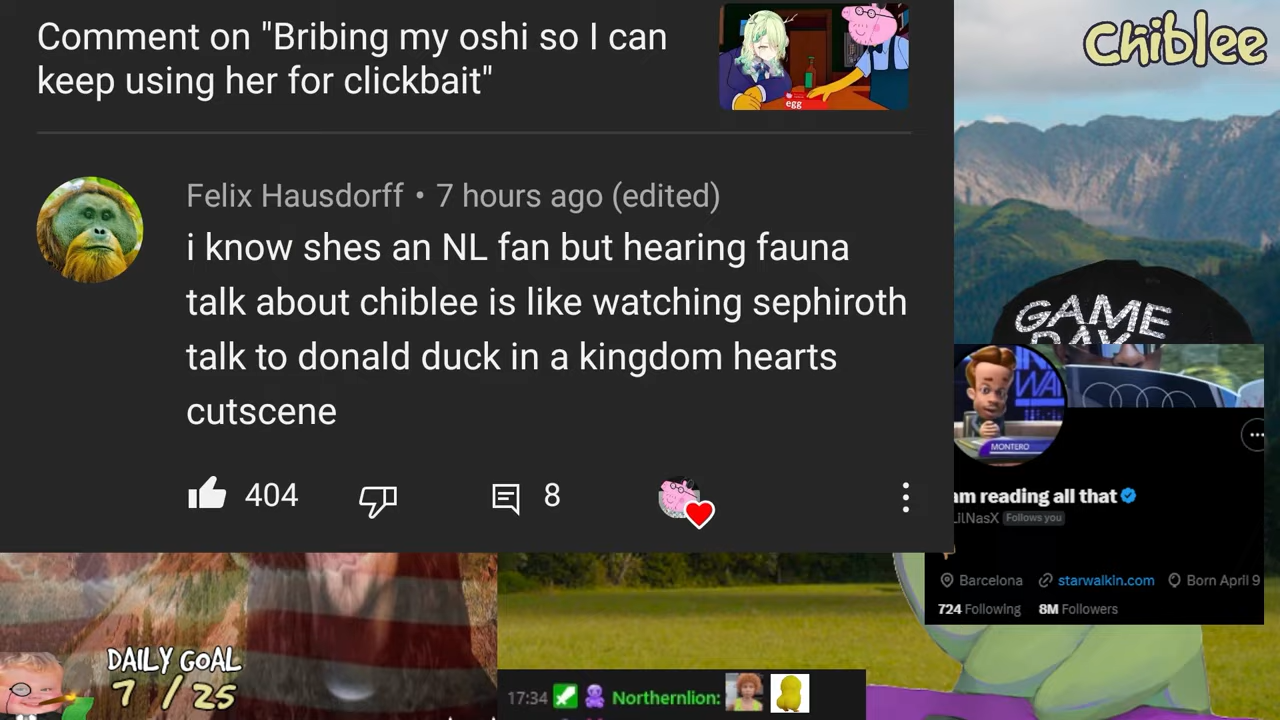 Comment on "Bribing my oshi so I can
keep using her for clickbait"
egg
Chiblee
Felix Hausdorff • 7 hours ago (edited)
i know shes an NL fan but hearing fauna
talk about chiblee is like watching sephiroth
talk to donald duck in a kingdom hearts
cutscene
404
8
GAME
DAY
MONTERO
am reading all that
LilNasX Follows you
Barcelona starwalkin.com Born April 9
724 Following 8M Followers
DAILY GOAL
7 / 25
17:34 Northernlion: